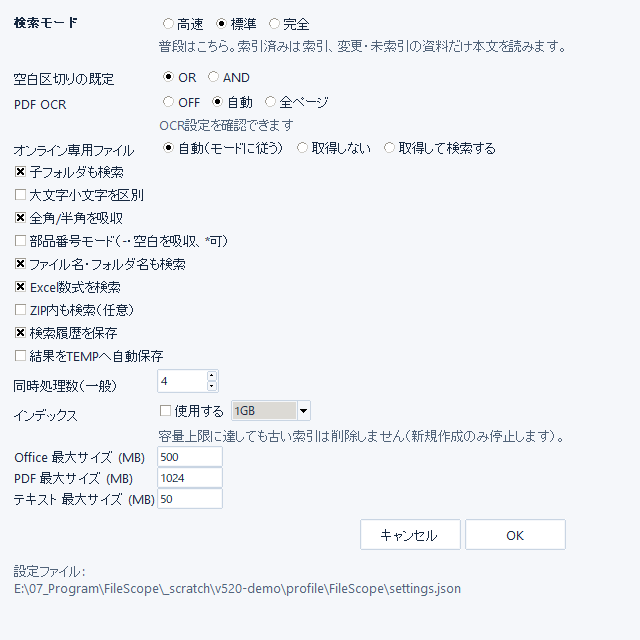 検索モード 高速 標準 完全
普段はこちら。索引済みは索引、変更・未索引の資料だけ本文を読みます。
空白区切りの既定 OR AND
PDF OCR OFF 自動 全ページ
OCR設定を確認できます
オンライン専用ファイル 自動(モードに従う) 取得しない 取得して検索する
子フォルダも検索
大文字小文字を区別
全角/半角を吸収
部品番号モード(-・空白を吸収、*可)
ファイル名・フォルダ名も検索
Excel数式を検索
ZIP内も検索(任意)
検索履歴を保存
結果をTEMPへ自動保存
同時処理数(一般) 4
インデックス 使用する 1GB
容量上限に達しても古い索引は削除しません(新規作成のみ停止します)。
Office 最大サイズ (MB) 500
PDF 最大サイズ (MB) 1024
テキスト 最大サイズ (MB) 50
キャンセル OK
設定ファイル:
E:\07_Program\FileScope\_scratch\v520-demo\profile\FileScope\settings.json